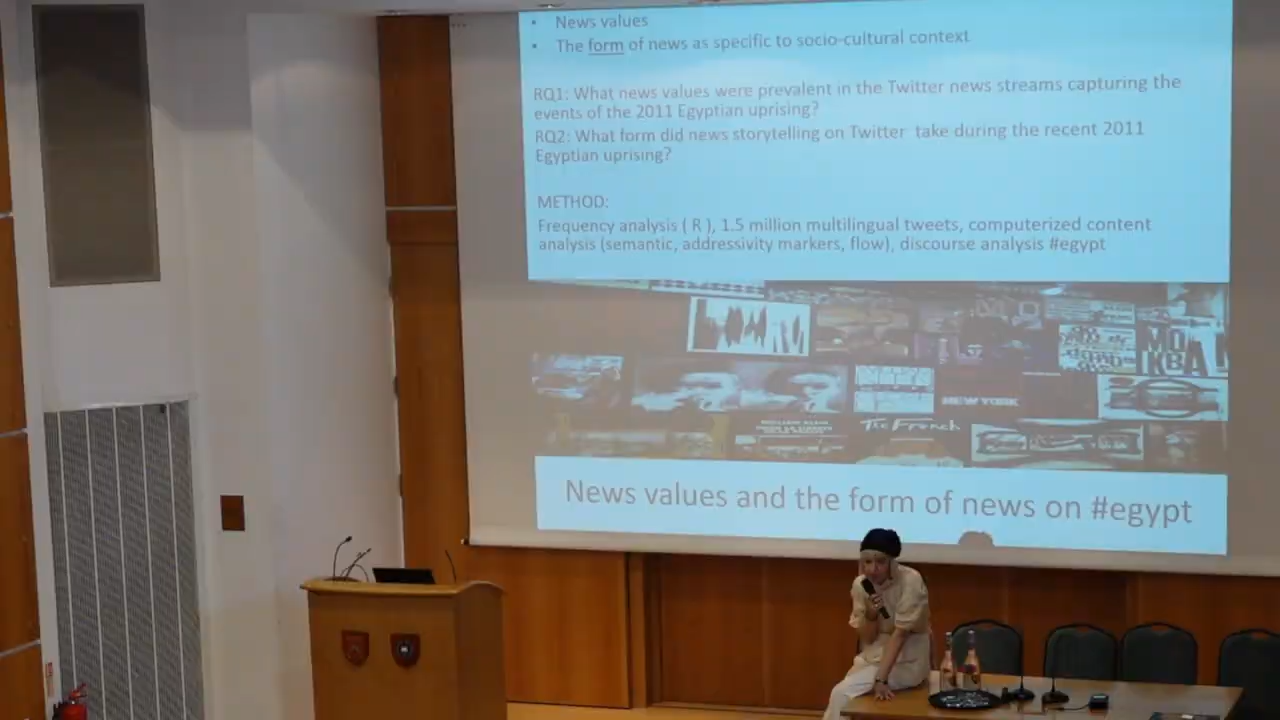 • News values
• The form of news as specific to socio-cultural context
RQ1: What news values were prevalent in the Twitter news streams capturing the
events of the 2011 Egyptian uprising?
RQ2: What form did news storytelling on Twitter take during the recent 2011
Egyptian uprising?
METHOD:
Frequency analysis ( R ), 1.5 million multilingual tweets, computerized content
analysis (semantic, addressivity markers, flow), discourse analysis #egypt
NEW YORK
The French
News values and the form of news on #egypt